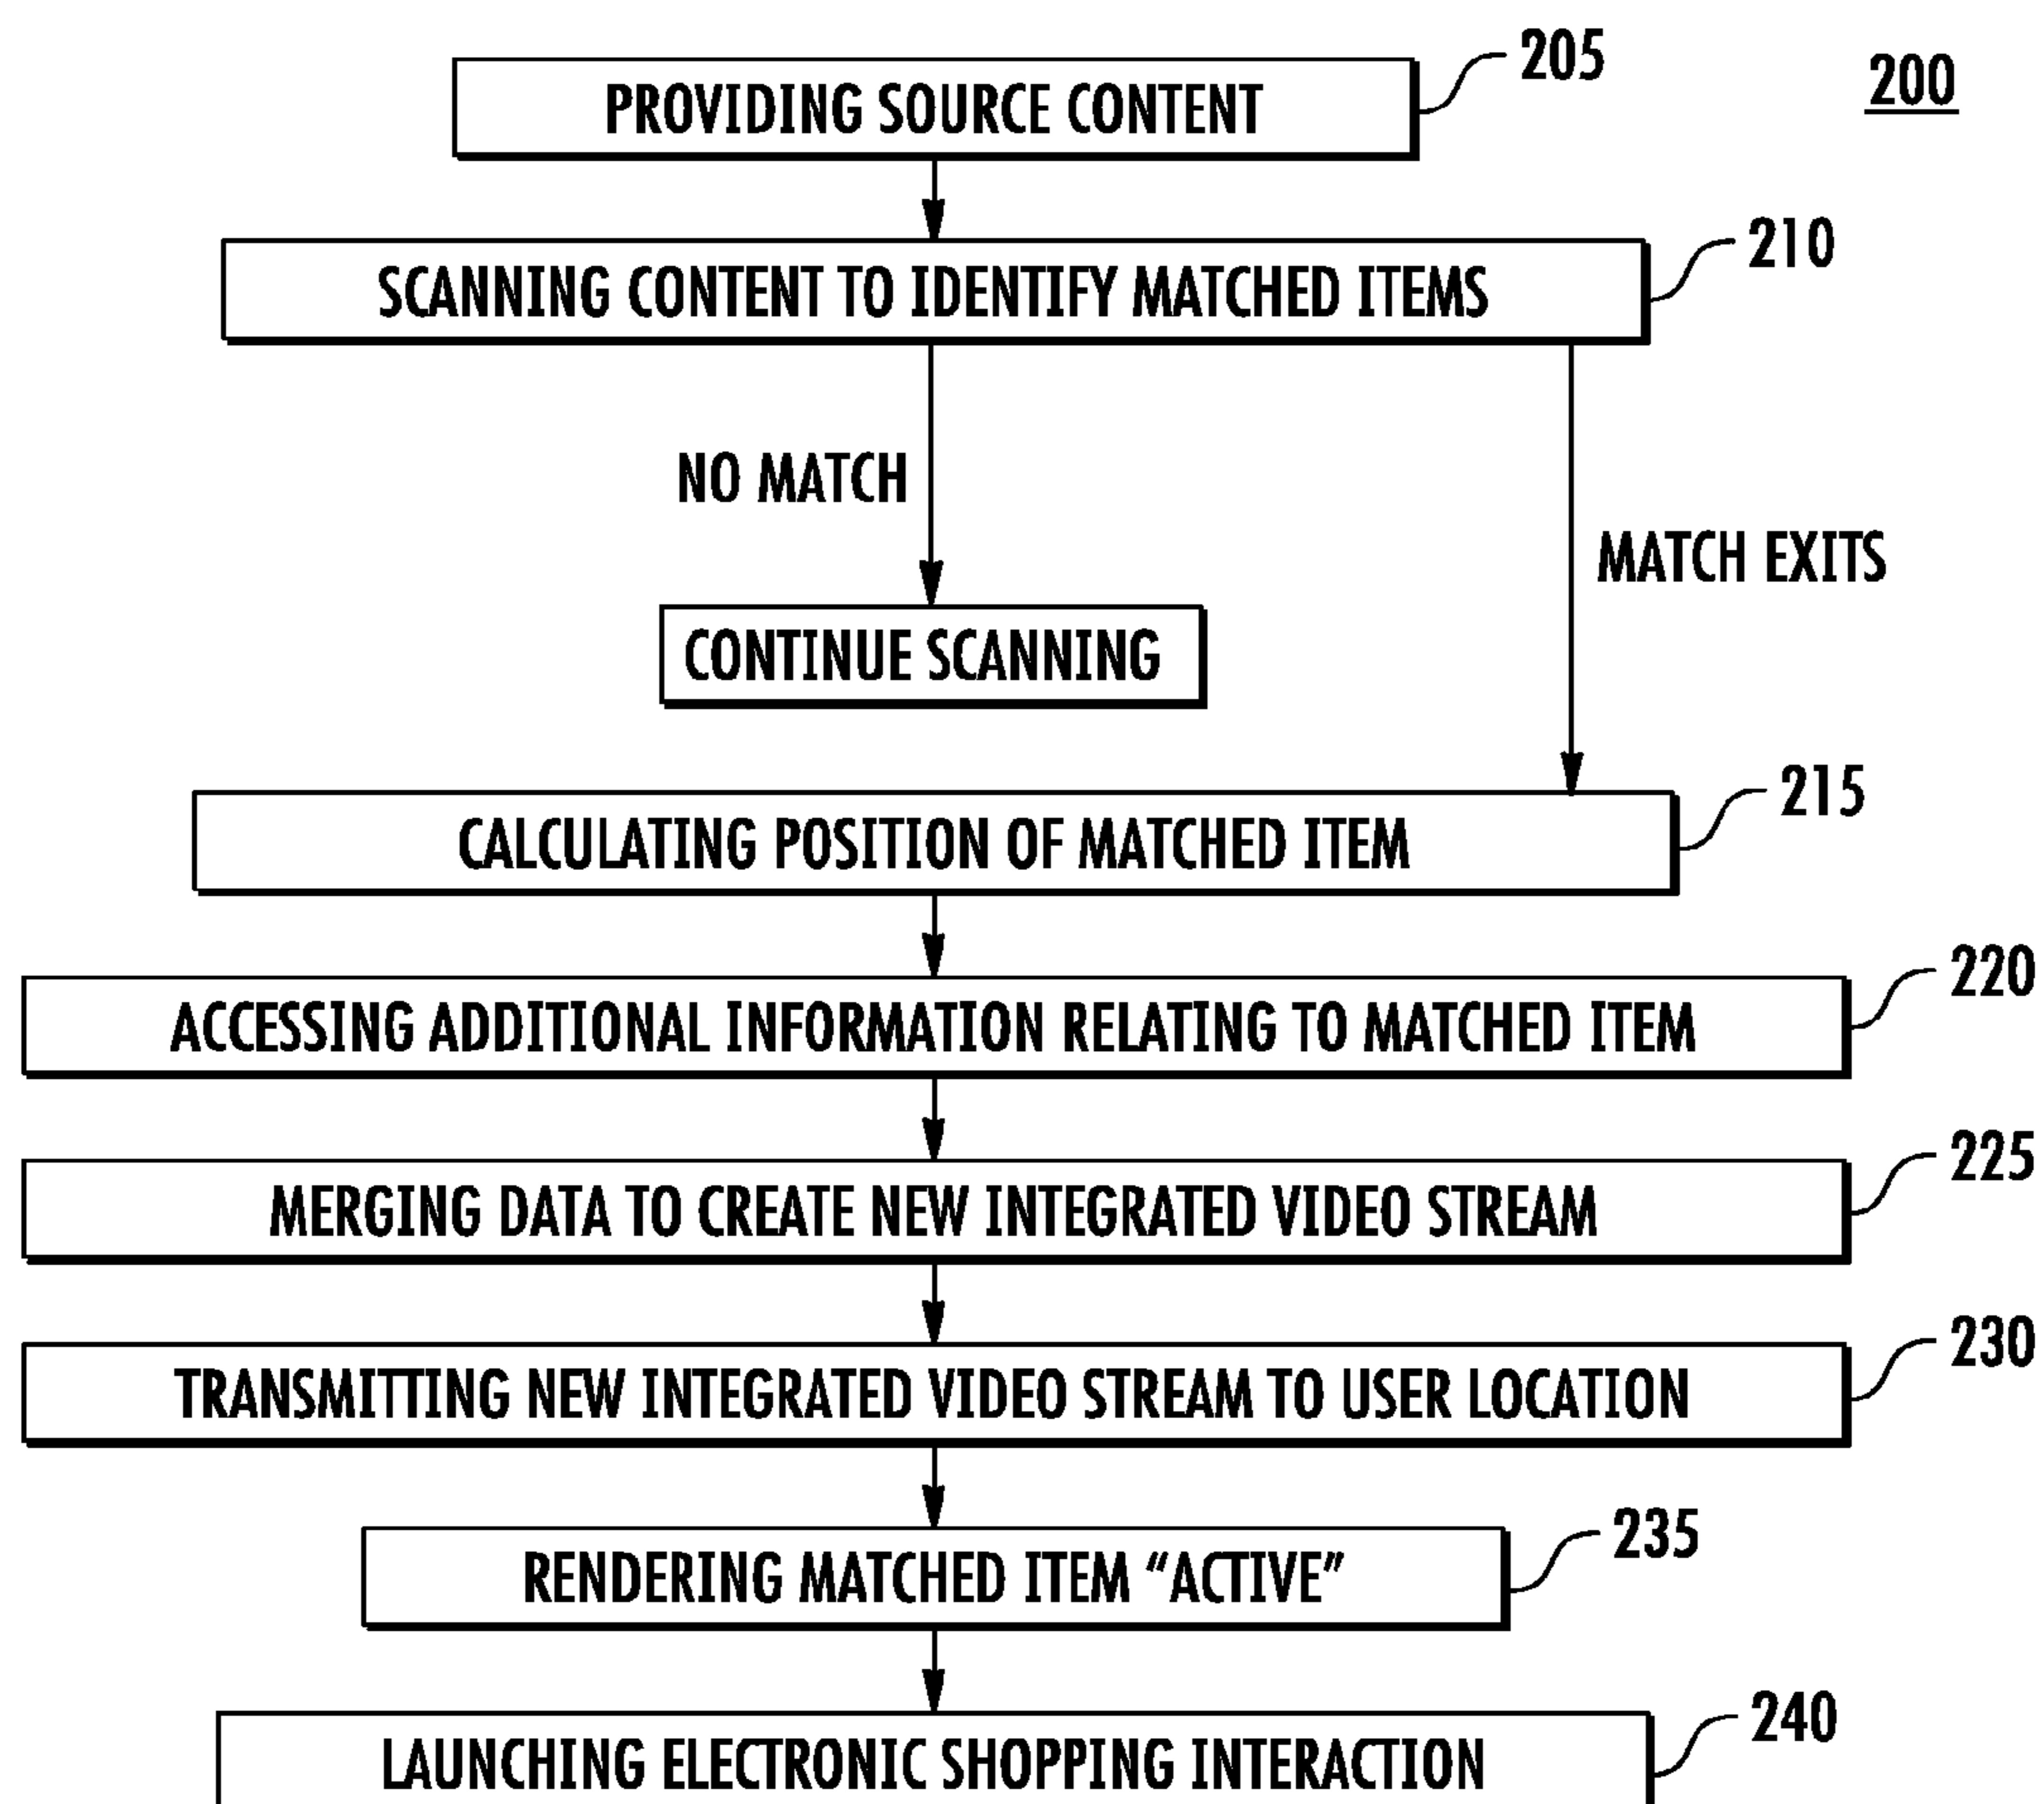 205
200
PROVIDING SOURCE CONTENT
210
SCANNING CONTENT TO IDENTIFY MATCHED ITEMS
NO MATCH
MATCH EXITS
CONTINUE SCANNING
215
CALCULATING POSITION OF MATCHED ITEM
220
ACCESSING ADDITIONAL INFORMATION RELATING TO MATCHED ITEM
225
MERGING DATA TO CREATE NEW INTEGRATED VIDEO STREAM
230
TRANSMITTING NEW INTEGRATED VIDEO STREAM TO USER LOCATION
235
RENDERING MATCHED ITEM “ACTIVE”
240
LAUNCHING ELECTRONIC SHOPPING INTERACTION